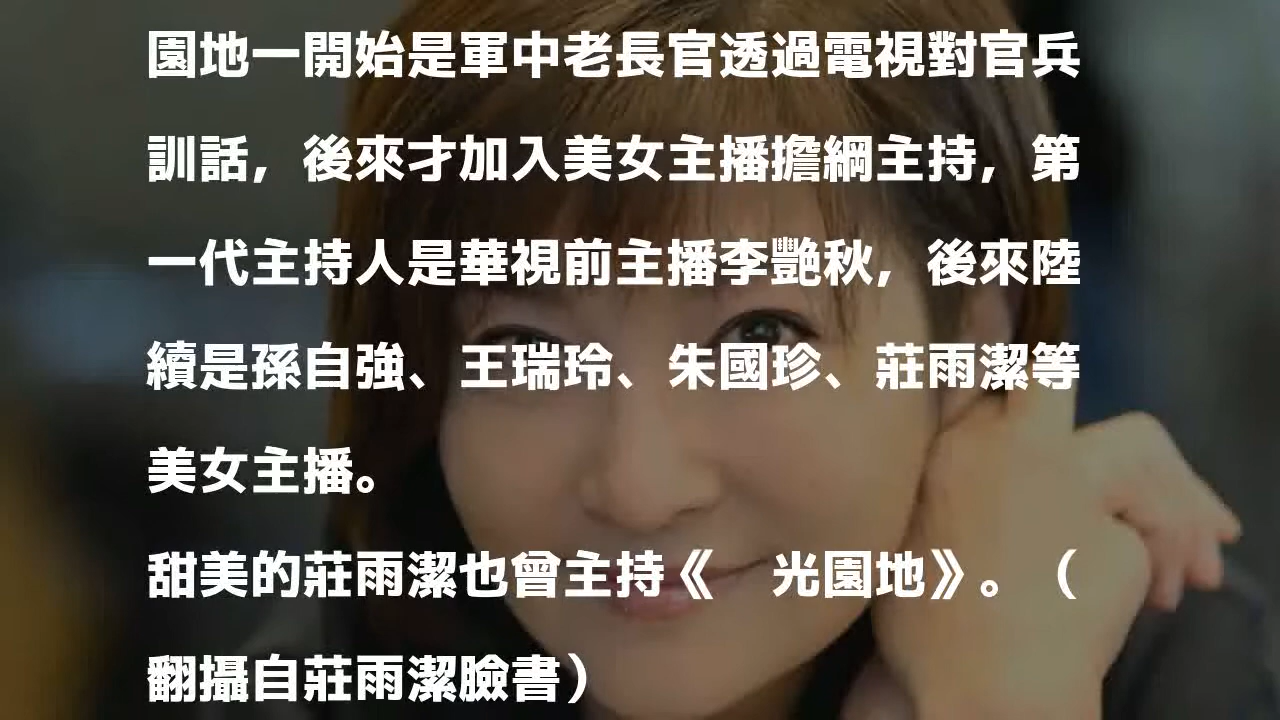 園地一開始是軍中老長官透過電視對官兵
訓話，後來才加入美女主播擔綱主持，第
一代主持人是華視前主播李艷秋，後來陸
續是孫自強、王瑞玲、朱國珍、莊雨潔等
美女主播。
甜美的莊雨潔也曾主持《　光園地》。（
翻攝自莊雨潔臉書）